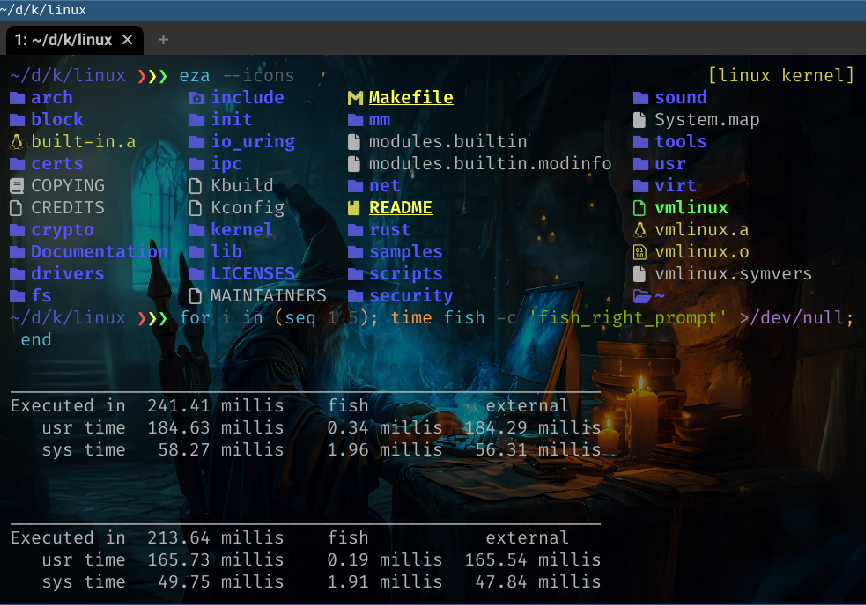 ~/d/k/linux
1: ~/d/k/linux × +
~/d/k/linux ❯❯❯ eza --icons [linux kernel]
arch include Makefile sound
block init mm System.map
built-in.a io_uring modules.builtin tools
certs ipc modules.builtin.modinfo usr
COPYING Kbuild net virt
CREDITS Kconfig README vmlinux
crypto kernel rust vmlinux.a
Documentation lib samples vmlinux.o
drivers LICENSES scripts vmlinux.symvers
fs MAINTAINERS security ~
~/d/k/linux ❯❯❯ for i in (seq 1 5); time fish -c 'fish_right_prompt' >/dev/null;
end
Executed in 241.41 millis fish external
usr time 184.63 millis 0.34 millis 184.29 millis
sys time 58.27 millis 1.96 millis 56.31 millis
Executed in 213.64 millis fish external
usr time 165.73 millis 0.19 millis 165.54 millis
sys time 49.75 millis 1.91 millis 47.84 millis